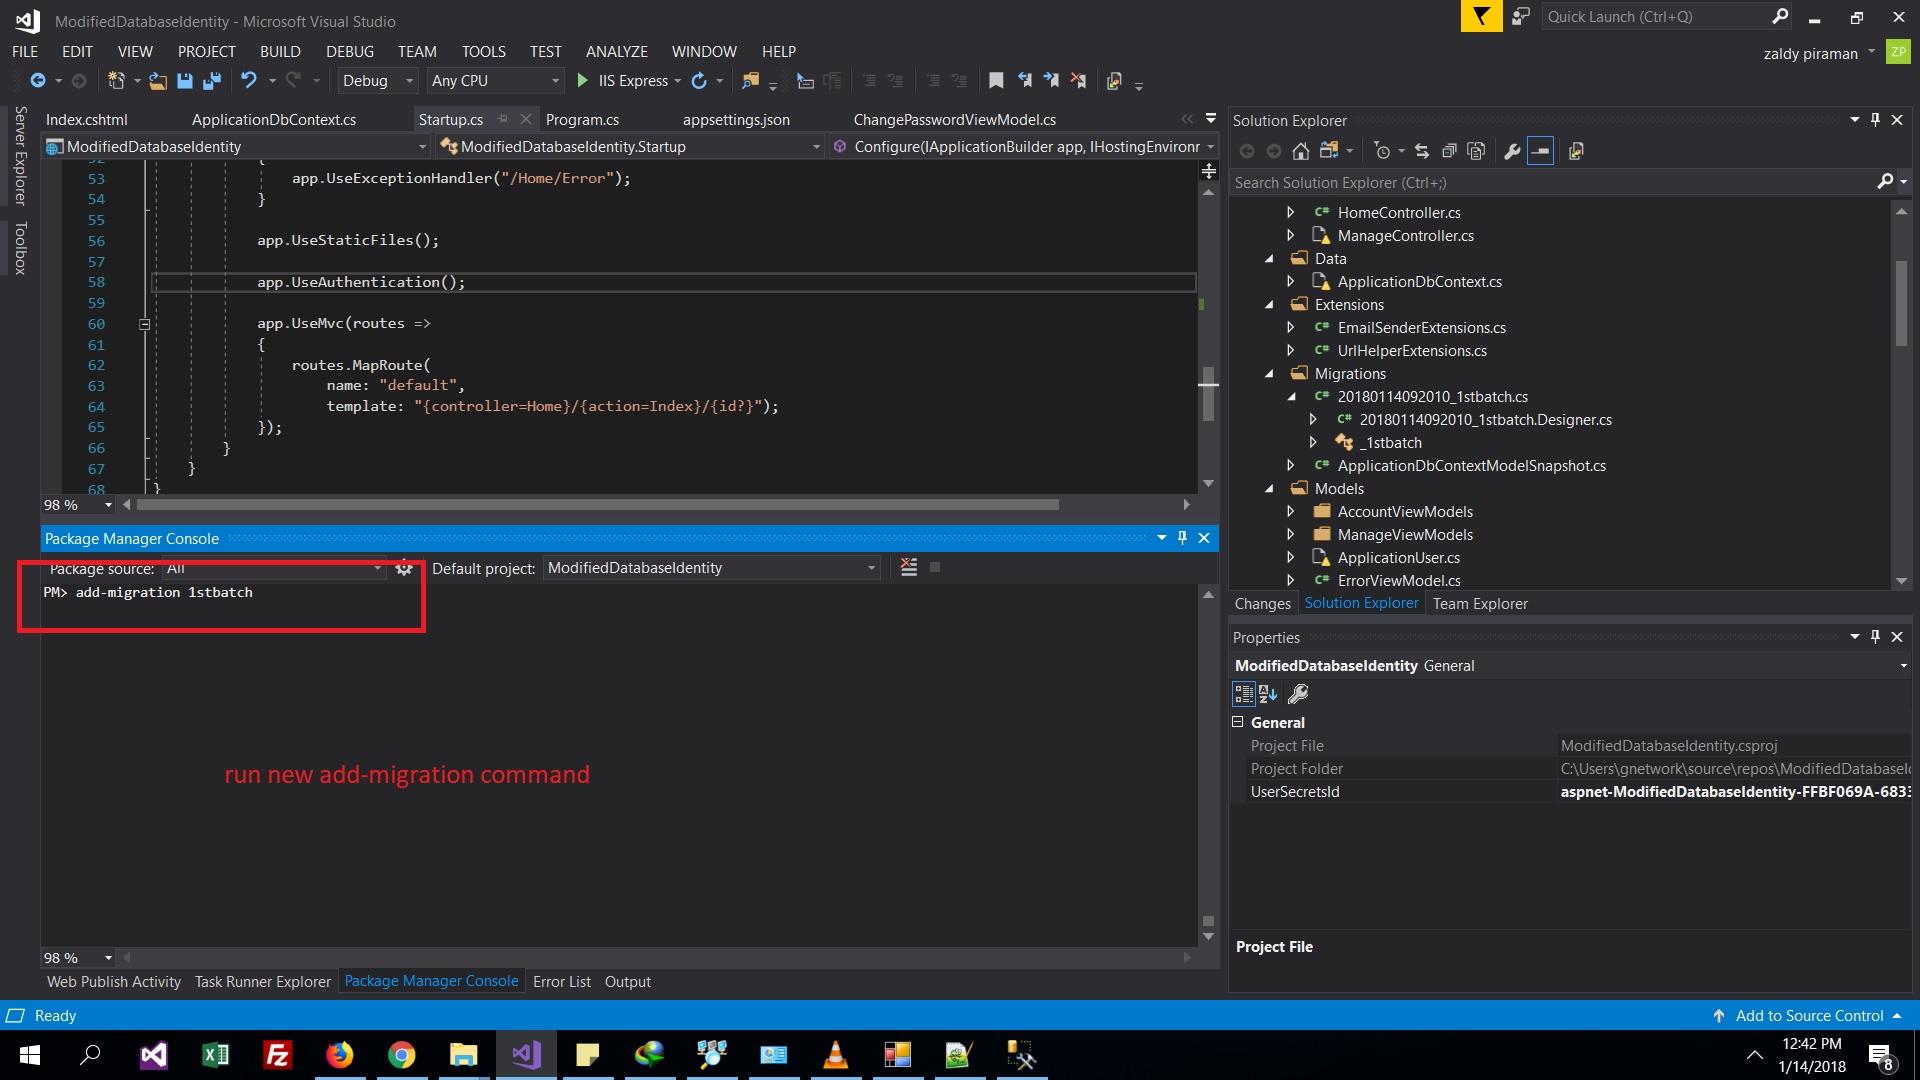 ModifiedDatabaseIdentity - Microsoft Visual Studio
Quick Launch (Ctrl+Q)
FILE EDIT VIEW PROJECT BUILD DEBUG TEAM TOOLS TEST ANALYZE WINDOW HELP
zaldy piraman
ZP
Debug Any CPU IIS Express
Server Explorer
Toolbox
Index.cshtml ApplicationDbContext.cs Startup.cs Program.cs appsettings.json ChangePasswordViewModel.cs
ModifiedDatabaseIdentity ModifiedDatabaseIdentity.Startup Configure(IApplicationBuilder app, IHostingEnvironr
52 {
53 app.UseExceptionHandler("/Home/Error");
54 }
55
56 app.UseStaticFiles();
57
58 app.UseAuthentication();
59
60 app.UseMvc(routes =>
61 {
62 routes.MapRoute(
63 name: "default",
64 template: "{controller=Home}/{action=Index}/{id?}");
65 });
66 }
67 }
68 }
98 %
Package Manager Console
Package source: All Default project: ModifiedDatabaseIdentity
PM> add-migration 1stbatch
run new add-migration command
98 %
Web Publish Activity Task Runner Explorer Package Manager Console Error List Output
Solution Explorer
Search Solution Explorer (Ctrl+;)
C# HomeController.cs
ManageController.cs
Data
ApplicationDbContext.cs
Extensions
C# EmailSenderExtensions.cs
C# UrlHelperExtensions.cs
Migrations
C# 20180114092010_1stbatch.cs
C# 20180114092010_1stbatch.Designer.cs
_1stbatch
C# ApplicationDbContextModelSnapshot.cs
Models
AccountViewModels
ManageViewModels
ApplicationUser.cs
C# ErrorViewModel.cs
Changes Solution Explorer Team Explorer
Properties
ModifiedDatabaseIdentity General
General
Project File ModifiedDatabaseIdentity.csproj
Project Folder C:\Users\gnetwork\source\repos\ModifiedDatabaseI
UserSecretsId aspnet-ModifiedDatabaseIdentity-FFBF069A-683
Project File
Ready
Add to Source Control
12:42 PM
1/14/2018
8